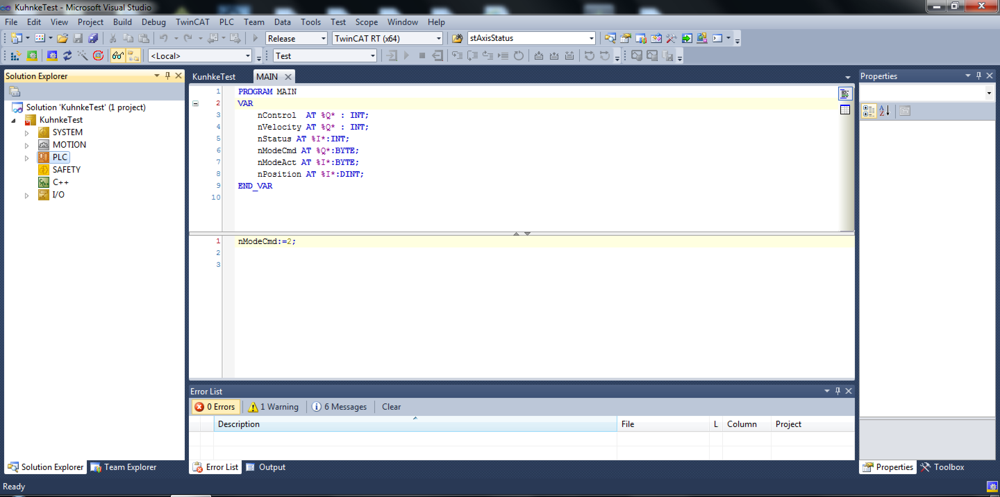 KuhnkeTest - Microsoft Visual Studio
File Edit View Project Build Debug TwinCAT PLC Team Data Tools Test Scope Window Help
Release TwinCAT RT (x64) stAxisStatus
<Local> Test
Solution Explorer
Solution 'KuhnkeTest' (1 project)
KuhnkeTest
SYSTEM
MOTION
PLC
SAFETY
C++
I/O
Solution Explorer Team Explorer
KunhkeTest MAIN
1 PROGRAM MAIN
2 VAR
3 nControl  AT %Q* : INT;
4 nVelocity AT %Q* : INT;
5 nStatus AT %I*:INT;
6 nModeCmd AT %Q*:BYTE;
7 nModeAct AT %I*:BYTE;
8 nPosition AT %I*:DINT;
9 END_VAR
10
1 nModeCmd:=2;
2
3
Error List
0 Errors 1 Warning 6 Messages Clear
Description File L Column Project
Error List Output
Properties
Properties Toolbox
Ready